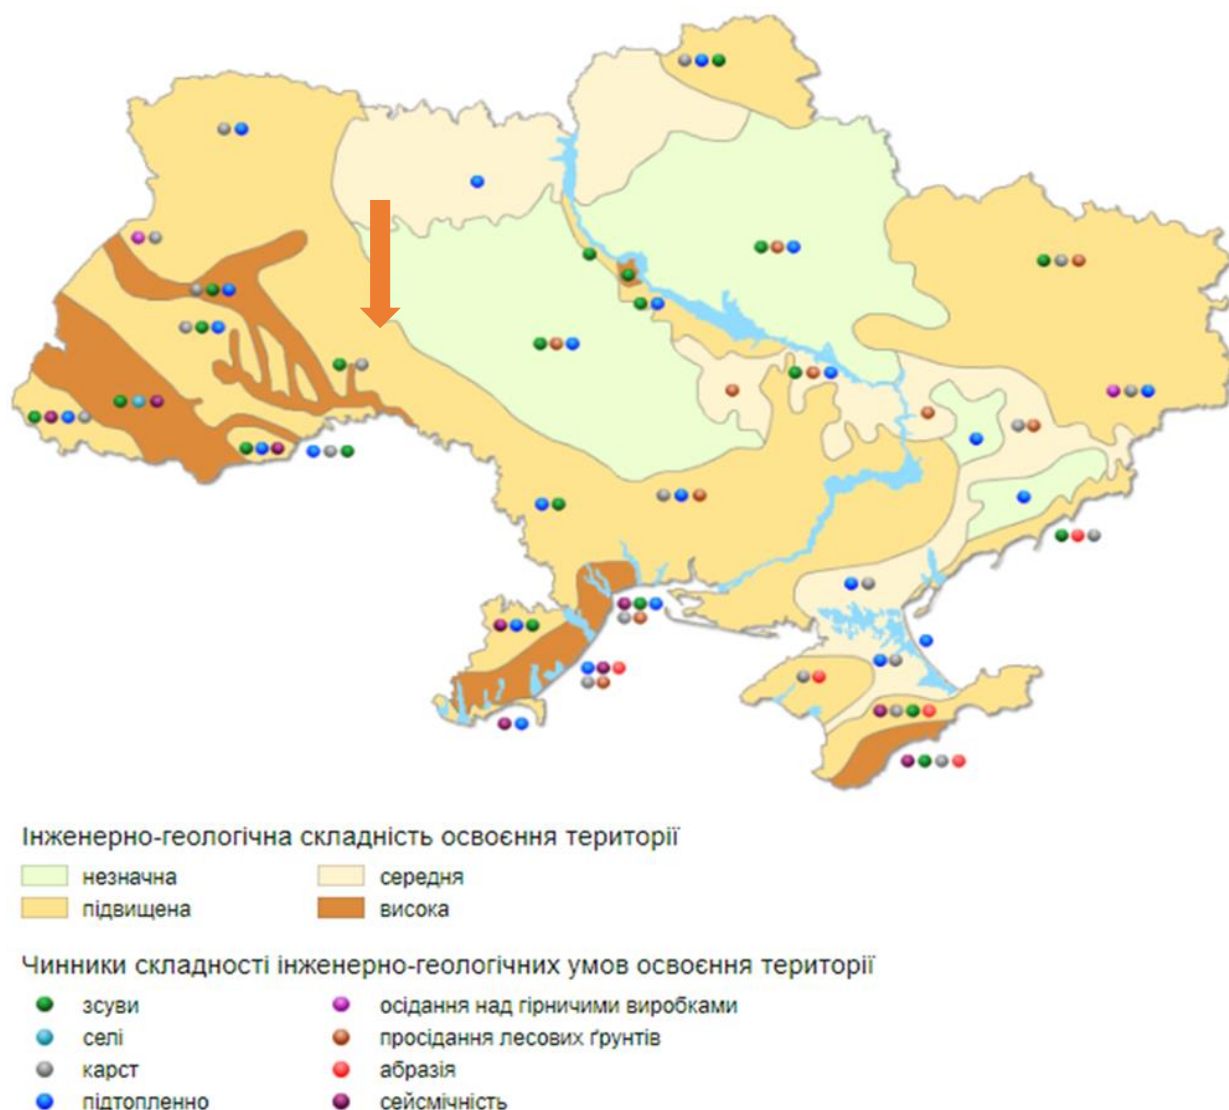 Інженерно-геологічна складність освоєння території
незначна
середня
підвищена
висока
Чинники складності інженерно-геологічних умов освоєння території
зсуви
осідання над гірничими виробками
селі
просідання лесових ґрунтів
карст
абразія
підтопленно
сейсмічність